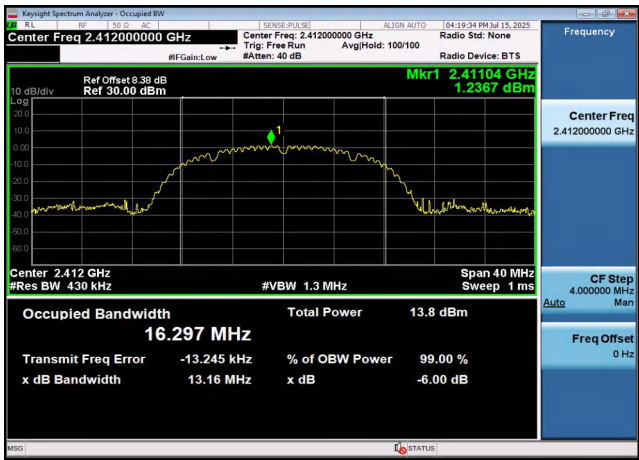 Keysight Spectrum Analyzer - Occupied BW
RL RF 50 Ω AC SENSE:PULSE ALIGN AUTO 04:19:34 PM Jul 15, 2025
Center Freq 2.412000000 GHz
Center Freq: 2.412000000 GHz Radio Std: None
Trig: Free Run Avg|Hold: 100/100
#IFGain:Low #Atten: 40 dB Radio Device: BTS
Ref Offset 8.38 dB
10 dB/div Ref 30.00 dBm
Mkr1 2.41104 GHz
1.2367 dBm
Log
20.0
10.0
0.00
-10.0
-20.0
-30.0
-40.0
-50.0
-60.0
1
Center 2.412 GHz Span 40 MHz
#Res BW 430 kHz #VBW 1.3 MHz Sweep 1 ms
Occupied Bandwidth Total Power 13.8 dBm
16.297 MHz
Transmit Freq Error -13.245 kHz % of OBW Power 99.00 %
x dB Bandwidth 13.16 MHz x dB -6.00 dB
MSG STATUS
Frequency
Center Freq
2.412000000 GHz
CF Step
4.000000 MHz
Auto Man
Freq Offset
0 Hz